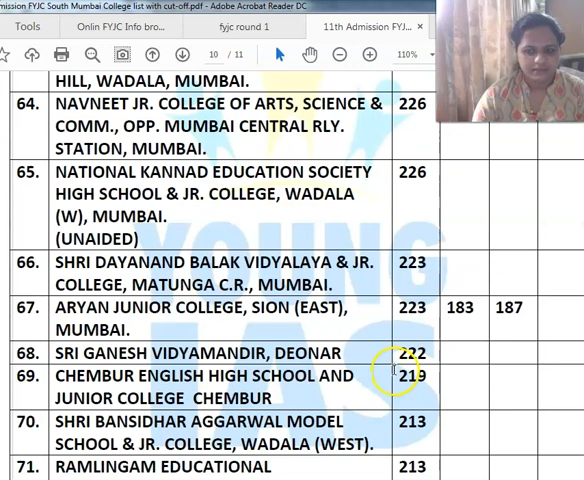 mission FYJC South Mumbai College list with cut-off.pdf - Adobe Acrobat Reader DC
Tools Onlin FYJC Info bro... fyjc round 1 11th Admission FYJ... ×
10 / 11 110%
HILL, WADALA, MUMBAI.
64. NAVNEET JR. COLLEGE OF ARTS, SCIENCE & 226
COMM., OPP. MUMBAI CENTRAL RLY.
STATION, MUMBAI.
65. NATIONAL KANNAD EDUCATION SOCIETY 226
HIGH SCHOOL & JR. COLLEGE, WADALA
(W), MUMBAI.
(UNAIDED)
66. SHRI DAYANAND BALAK VIDYALAYA & JR. 223
COLLEGE, MATUNGA C.R., MUMBAI.
67. ARYAN JUNIOR COLLEGE, SION (EAST), 223 183 187
MUMBAI.
68. SRI GANESH VIDYAMANDIR, DEONAR 222
69. CHEMBUR ENGLISH HIGH SCHOOL AND 219
JUNIOR COLLEGE CHEMBUR
70. SHRI BANSIDHAR AGGARWAL MODEL 213
SCHOOL & JR. COLLEGE, WADALA (WEST).
71. RAMLINGAM EDUCATIONAL 213
YOUNG
IAS